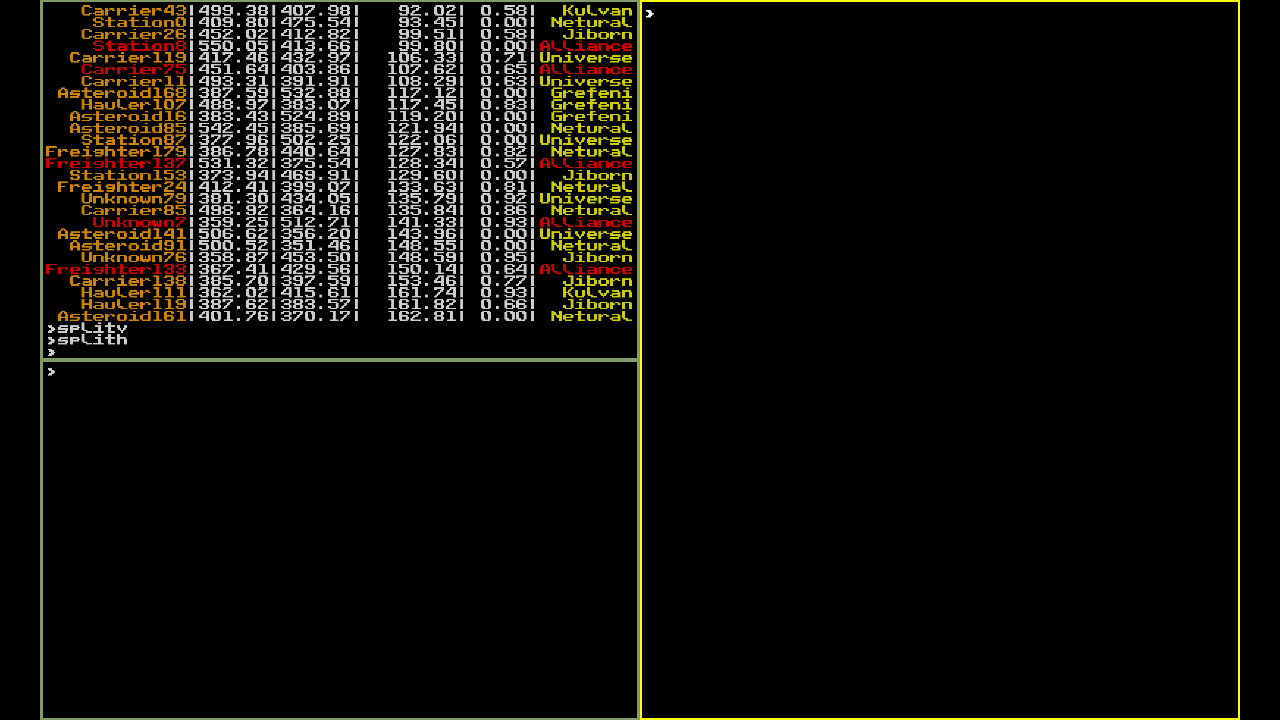 Carrier43|499.38|407.98|    92.02| 0.58|  Kulvan
Station0|409.80|475.54|    93.45| 0.00| Netural
Carrier26|452.02|412.82|    99.51| 0.58|  Jiborn
Station8|550.05|413.66|    99.80| 0.00|Alliance
Carrier119|417.46|432.97|   106.33| 0.71|Universe
Carrier75|451.64|403.86|   107.62| 0.65|Alliance
Carrier11|493.31|391.81|   108.29| 0.63|Universe
Asteroid168|387.59|532.88|   117.12| 0.00| Grefeni
Hauler107|488.97|383.07|   117.45| 0.83| Grefeni
Asteroid16|383.43|524.89|   119.20| 0.00| Grefeni
Asteroid85|542.45|385.69|   121.94| 0.00| Netural
Station87|377.96|502.25|   122.06| 0.00|Universe
Freighter179|386.78|440.64|   127.83| 0.82| Netural
Freighter137|531.32|375.54|   128.34| 0.57|Alliance
Station153|373.94|469.91|   129.60| 0.00|  Jiborn
Freighter24|412.41|399.07|   133.63| 0.81| Netural
Unknown79|381.30|434.05|   135.79| 0.92|Universe
Carrier85|498.92|364.16|   135.84| 0.86| Netural
Unknown7|359.25|512.71|   141.33| 0.93|Alliance
Asteroid141|506.62|356.20|   143.96| 0.00|Universe
Asteroid91|500.52|351.46|   148.55| 0.00| Netural
Unknown76|358.87|453.50|   148.59| 0.95|  Jiborn
Freighter133|367.41|429.56|   150.14| 0.64|Alliance
Carrier138|385.70|397.59|   153.46| 0.77|  Jiborn
Hauler111|362.02|415.61|   161.74| 0.93|  Kulvan
Hauler119|387.62|383.57|   161.82| 0.66|  Jiborn
Asteroid161|401.76|370.17|   162.81| 0.00| Netural
>splitv
>splith
>
>
>